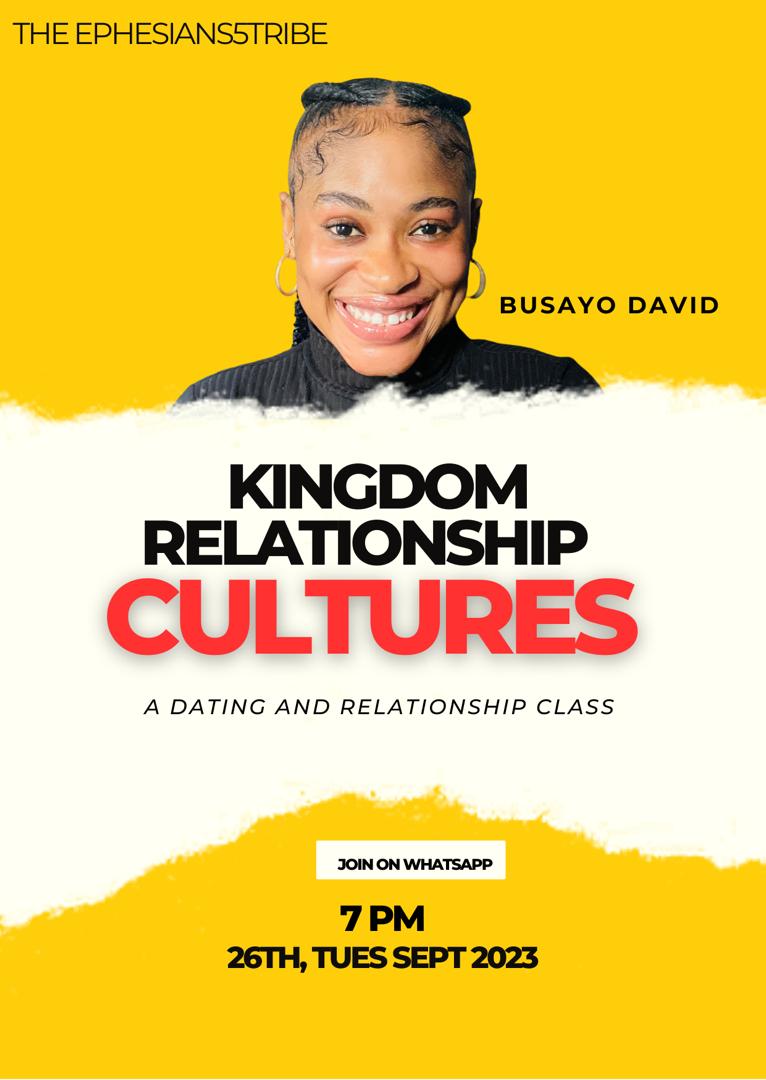 THE EPHESIANS5TRIBE
BUSAYO DAVID
KINGDOM
RELATIONSHIP
CULTURES
A DATING AND RELATIONSHIP CLASS
JOIN ON WHATSAPP
7 PM
26TH, TUES SEPT 2023